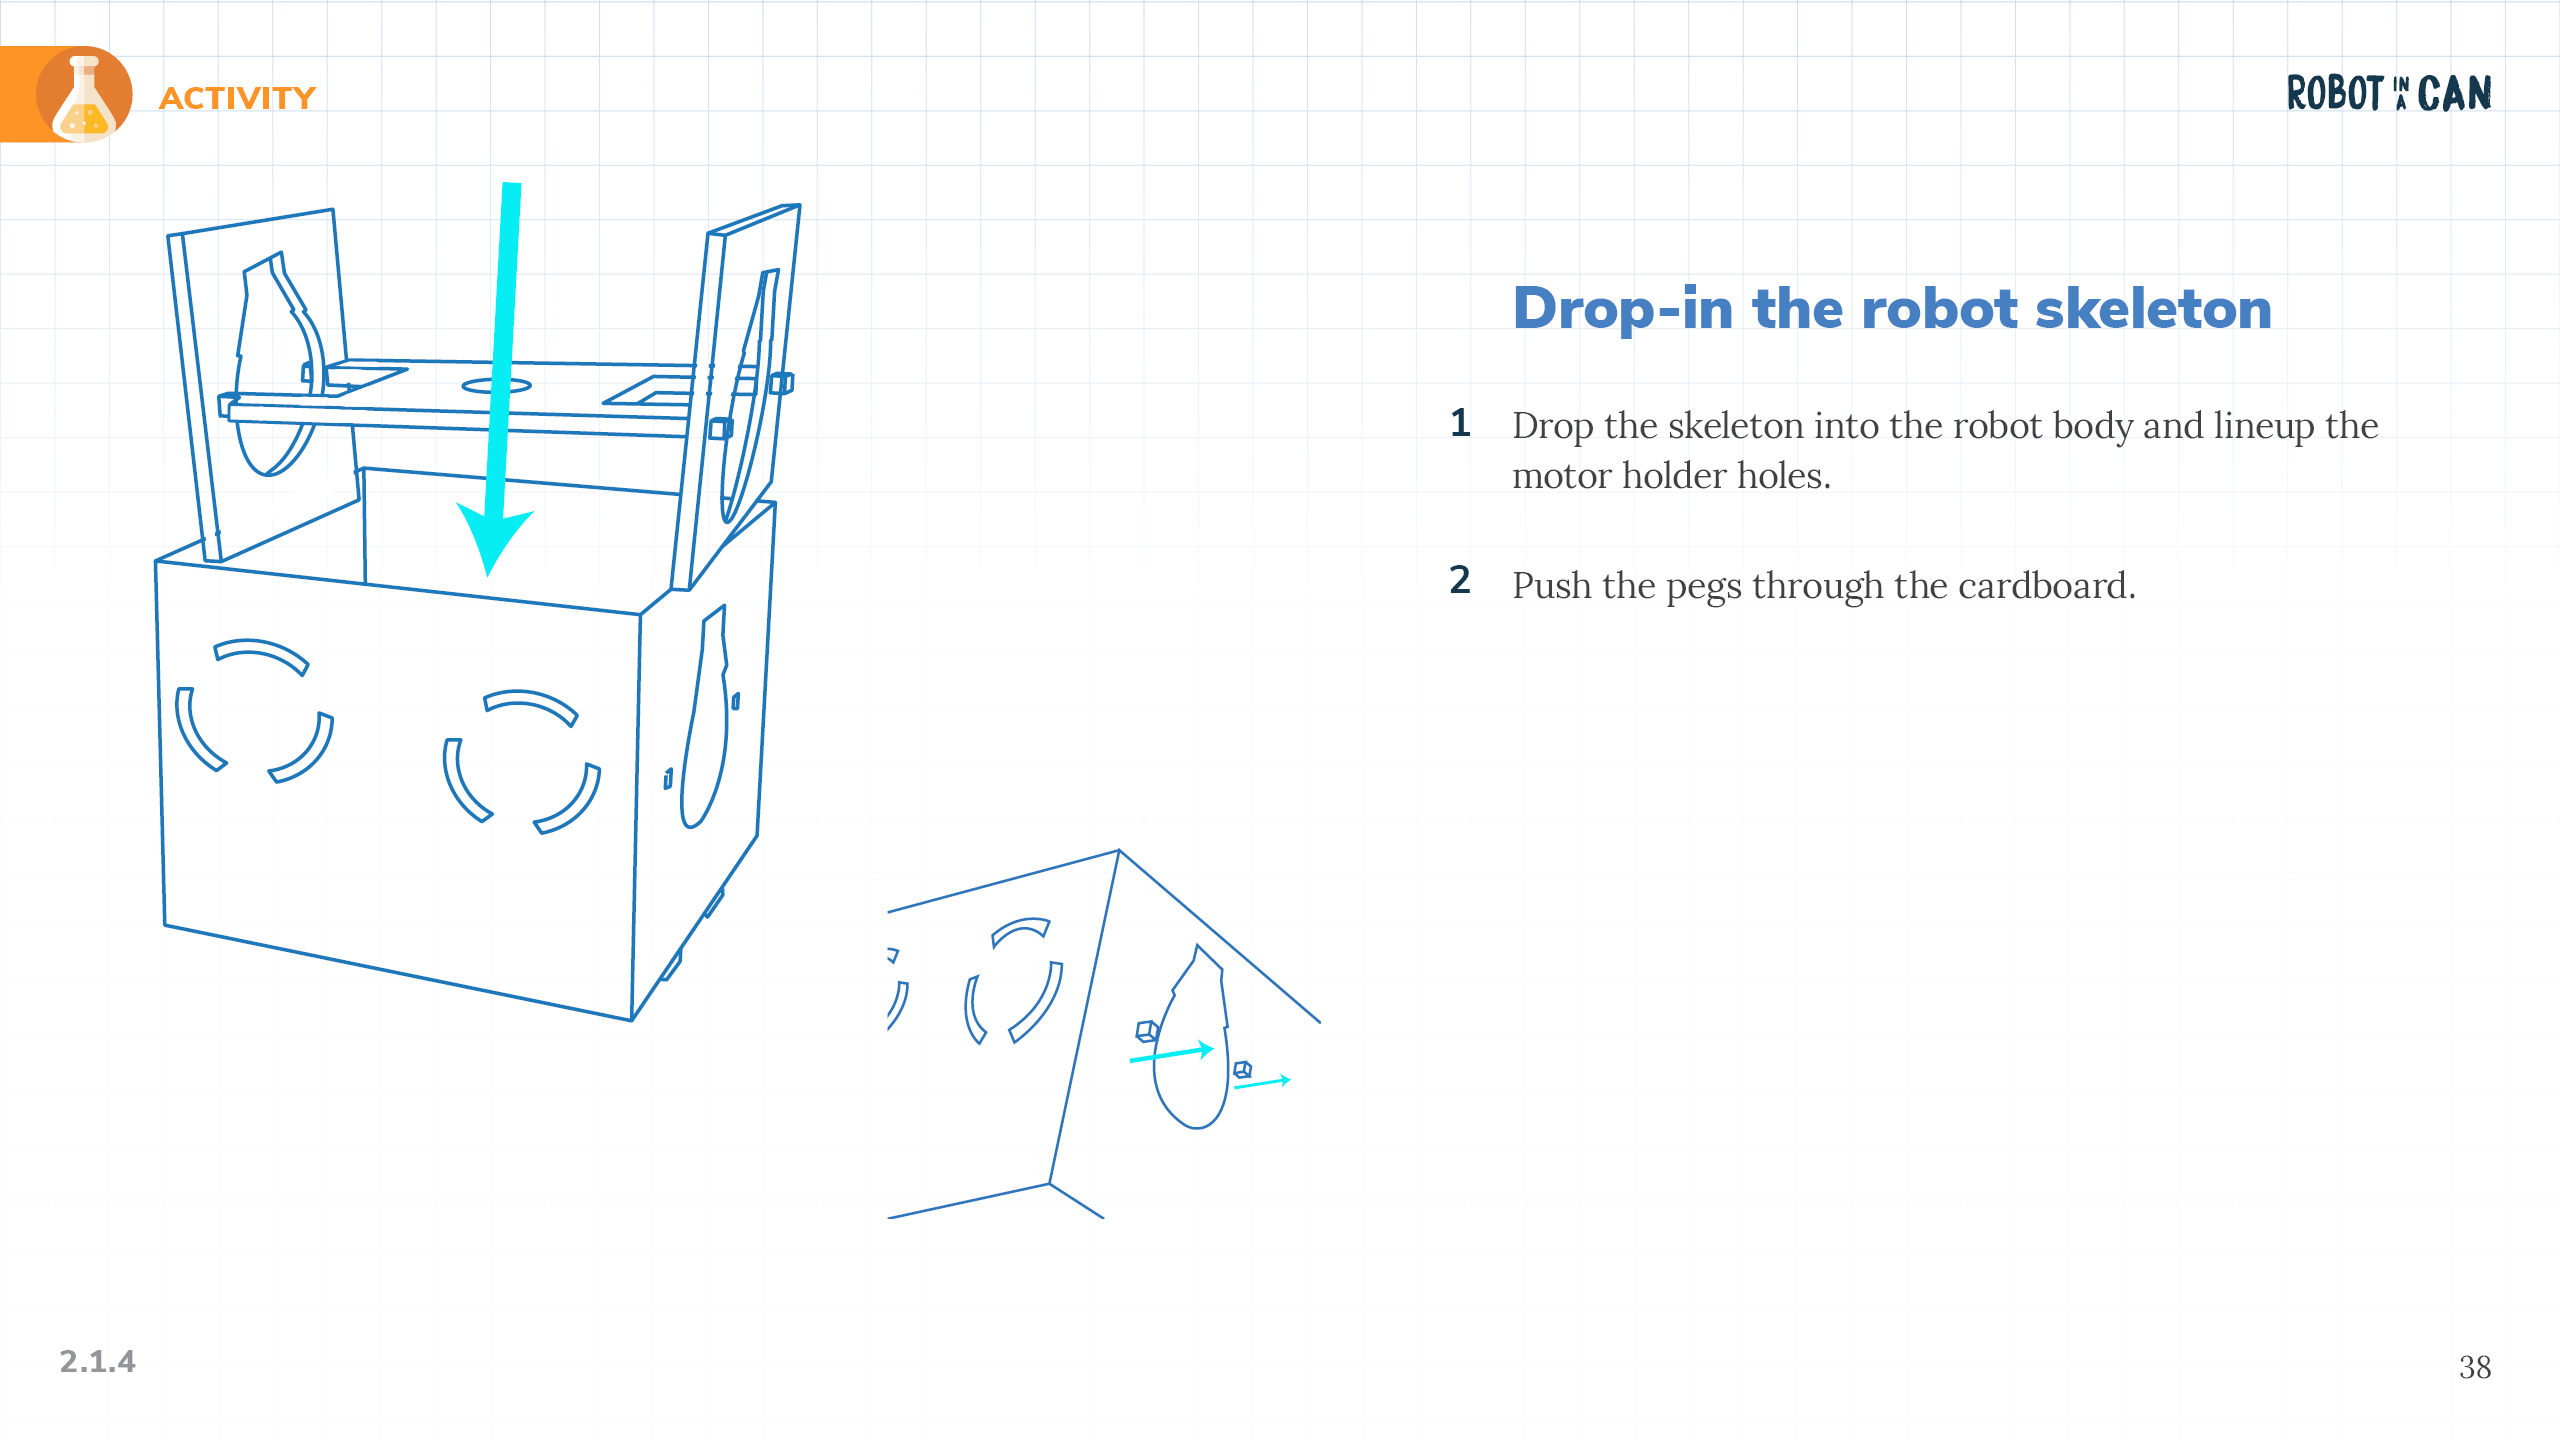 ACTIVITY
ROBOT IN A CAN
Drop-in the robot skeleton
1 Drop the skeleton into the robot body and lineup the
motor holder holes.
2 Push the pegs through the cardboard.
2.1.4
38